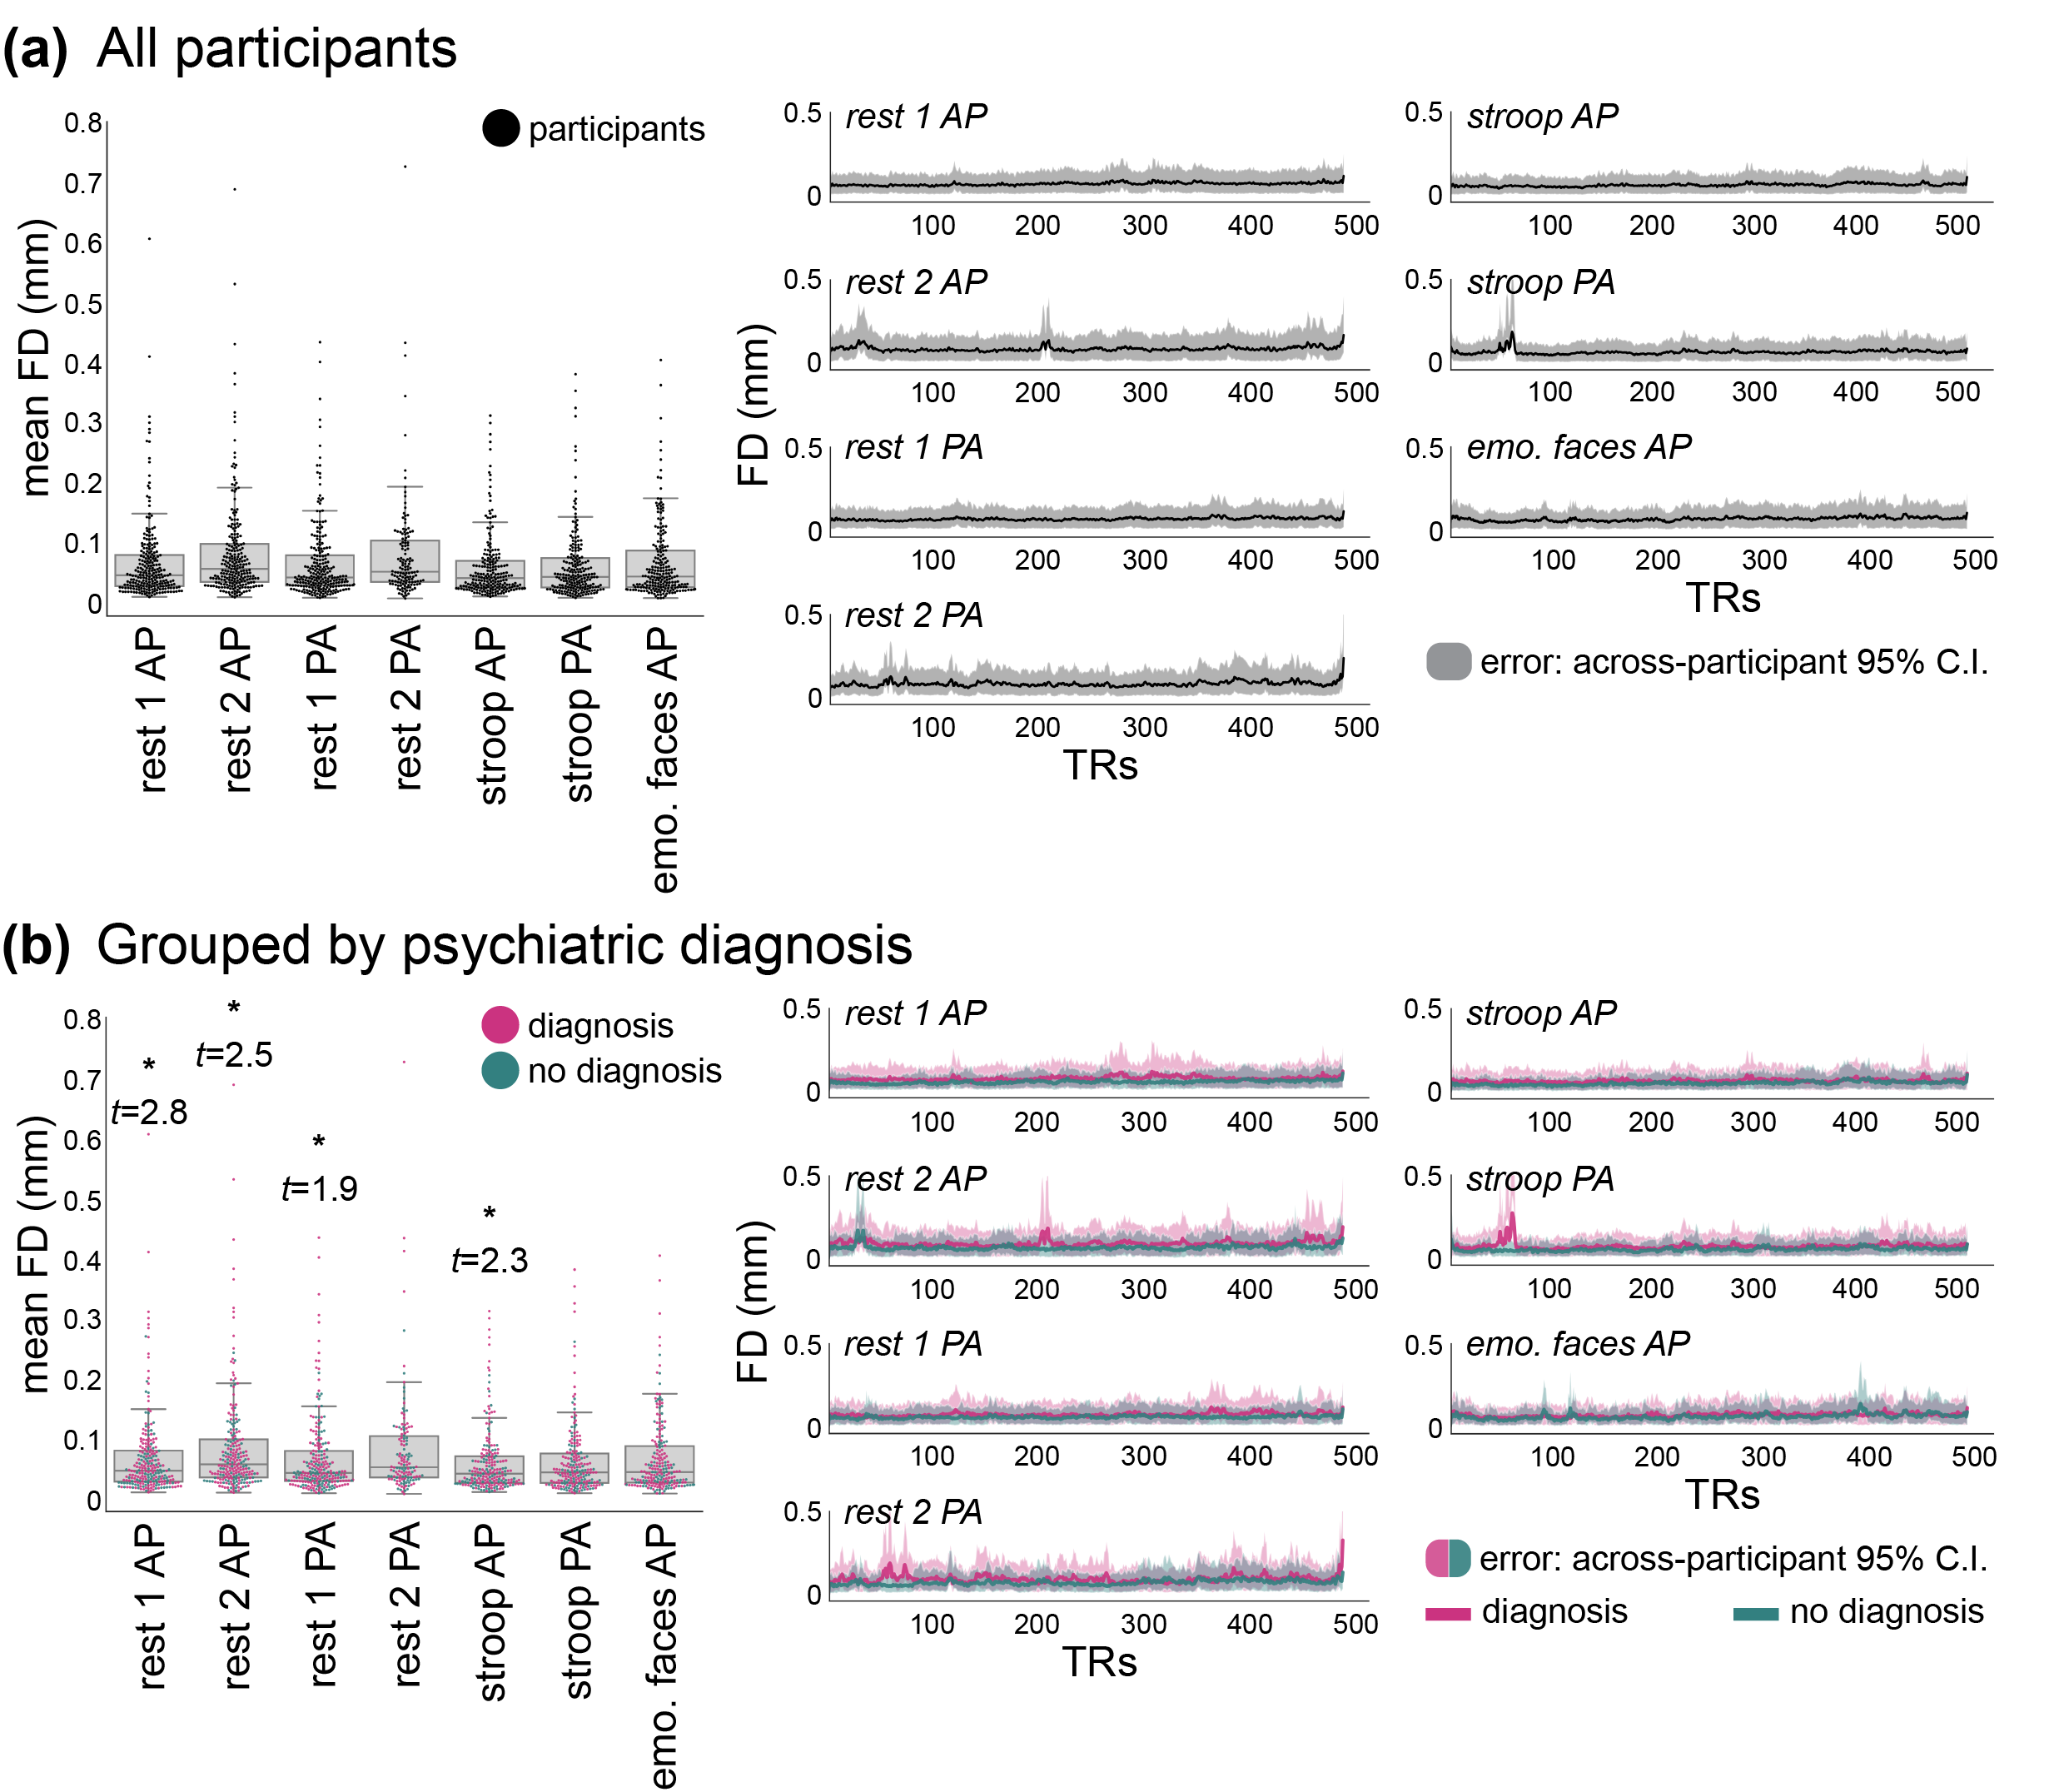 (a) All participants
participants
mean FD (mm)
0.8
0.7
0.6
0.5
0.4
0.3
0.2
0.1
0
rest 1 AP
rest 2 AP
rest 1 PA
rest 2 PA
stroop AP
stroop PA
emo. faces AP
FD (mm)
rest 1 AP
0.5
0
100 200 300 400 500
rest 2 AP
0.5
0
100 200 300 400 500
rest 1 PA
0.5
0
100 200 300 400 500
rest 2 PA
0.5
0
100 200 300 400 500
TRs
stroop AP
0.5
0
100 200 300 400 500
stroop PA
0.5
0
100 200 300 400 500
emo. faces AP
0.5
0
100 200 300 400 500
TRs
error: across-participant 95% C.I.
(b) Grouped by psychiatric diagnosis
diagnosis
no diagnosis
mean FD (mm)
0.8
0.7
0.6
0.5
0.4
0.3
0.2
0.1
0
*
t=2.8
*
t=2.5
*
t=1.9
*
t=2.3
rest 1 AP
rest 2 AP
rest 1 PA
rest 2 PA
stroop AP
stroop PA
emo. faces AP
FD (mm)
rest 1 AP
0.5
0
100 200 300 400 500
rest 2 AP
0.5
0
100 200 300 400 500
rest 1 PA
0.5
0
100 200 300 400 500
rest 2 PA
0.5
0
100 200 300 400 500
TRs
stroop AP
0.5
0
100 200 300 400 500
stroop PA
0.5
0
100 200 300 400 500
emo. faces AP
0.5
0
100 200 300 400 500
TRs
error: across-participant 95% C.I.
diagnosis no diagnosis